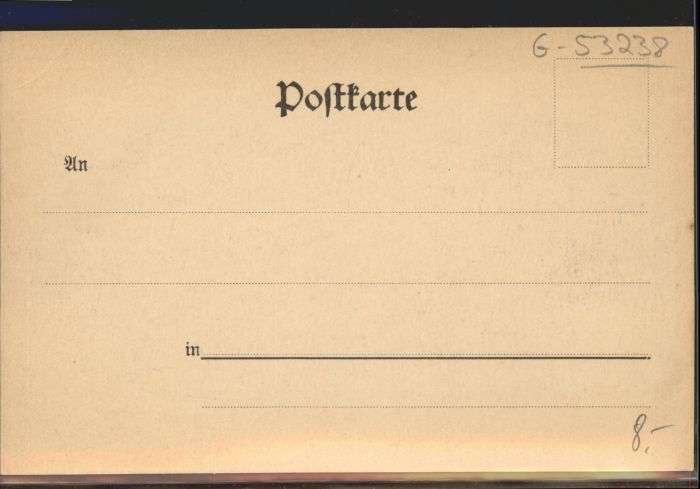 G-53238
Postkarte
An
in
8,-